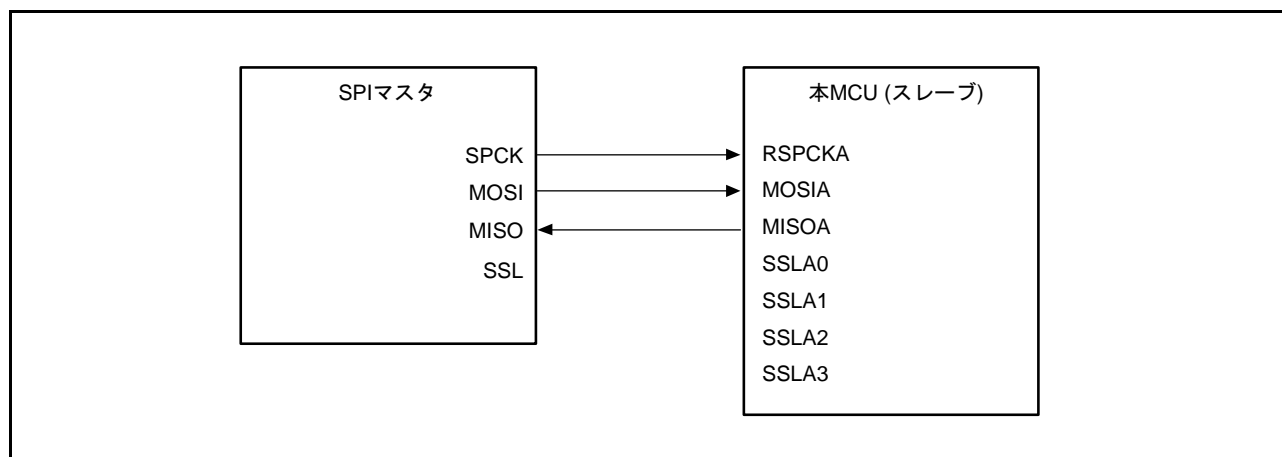 SPIマスタ
SPCK
MOSI
MISO
SSL
本MCU (スレーブ)
RSPCKA
MOSIA
MISOA
SSLA0
SSLA1
SSLA2
SSLA3